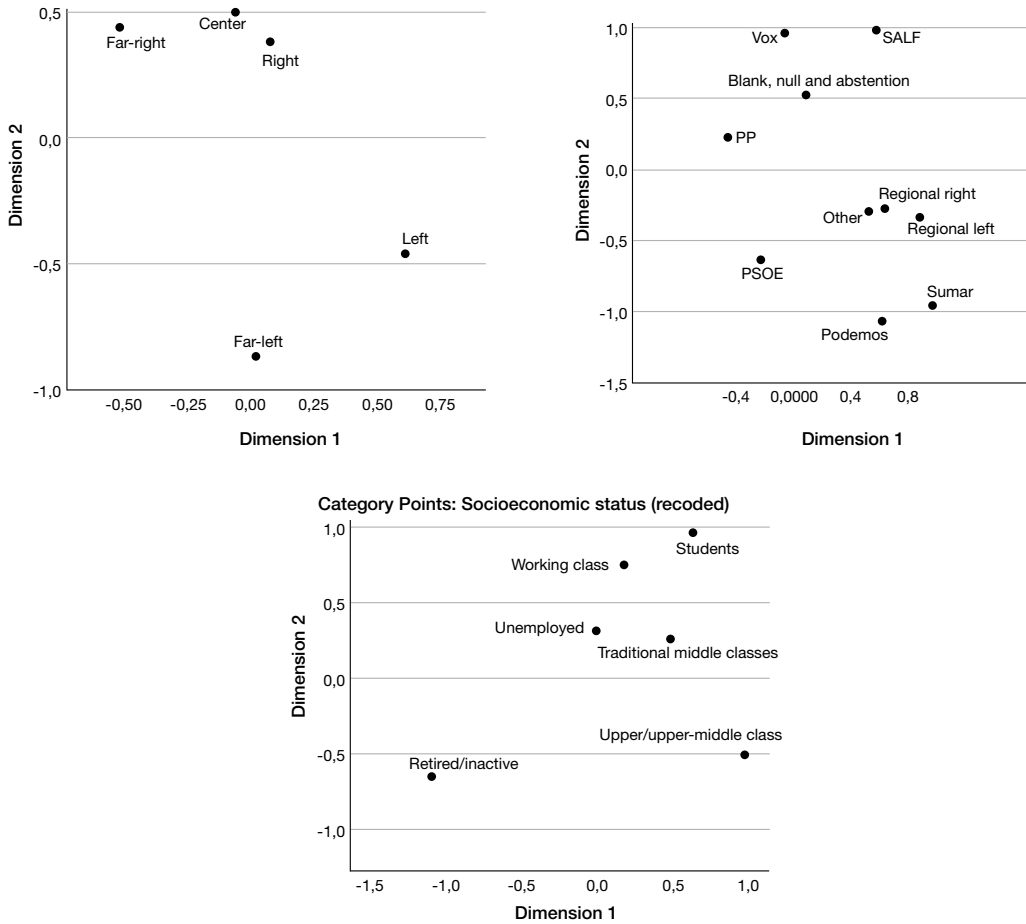 0,5
0,0
-0,5
-1,0
Dimension 2
Far-right
Center
Right
Left
Far-left
-0,50 -0,25 0,00 0,25 0,50 0,75
Dimension 1
1,0
0,5
0,0
-0,5
-1,0
-1,5
Dimension 2
Vox
SALF
Blank, null and abstention
PP
Regional right
Other
Regional left
PSOE
Sumar
Podemos
-0,4 0,0000 0,4 0,8
Dimension 1
Category Points: Socioeconomic status (recoded)
1,0
0,5
0,0
-0,5
-1,0
Dimension 2
Students
Working class
Unemployed
Traditional middle classes
Upper/upper-middle class
Retired/inactive
-1,5 -1,0 -0,5 0,0 0,5 1,0
Dimension 1